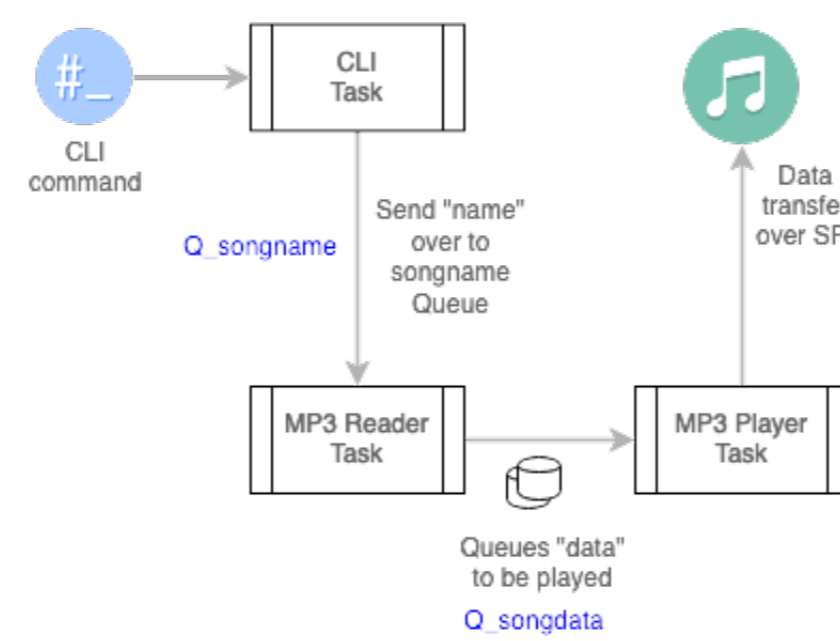 #_
CLI
Task
CLI
command
Q_songname
Send "name"
over to
songname
Queue
Data
over
MP3 Reader
Task
MP3 Player
Task
Queues "data"
to be played
Q_songdata